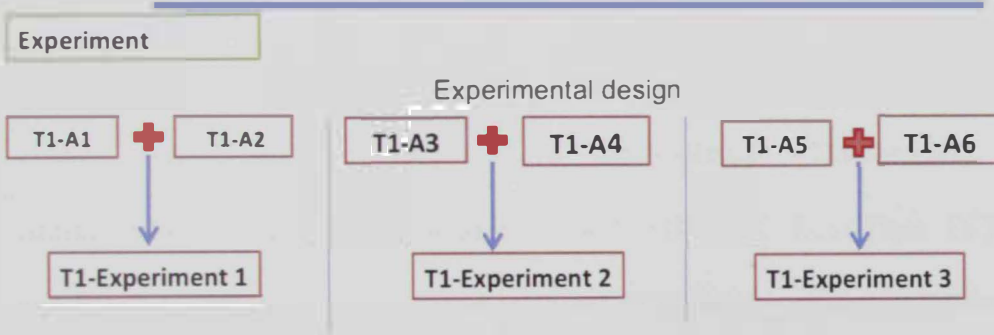 Experiment
Experimental design
T1-A1 T1-A2 T1-A3 T1-A4 T1-A5 T1-A6
T1-Experiment 1 T1-Experiment 2 T1-Experiment 3